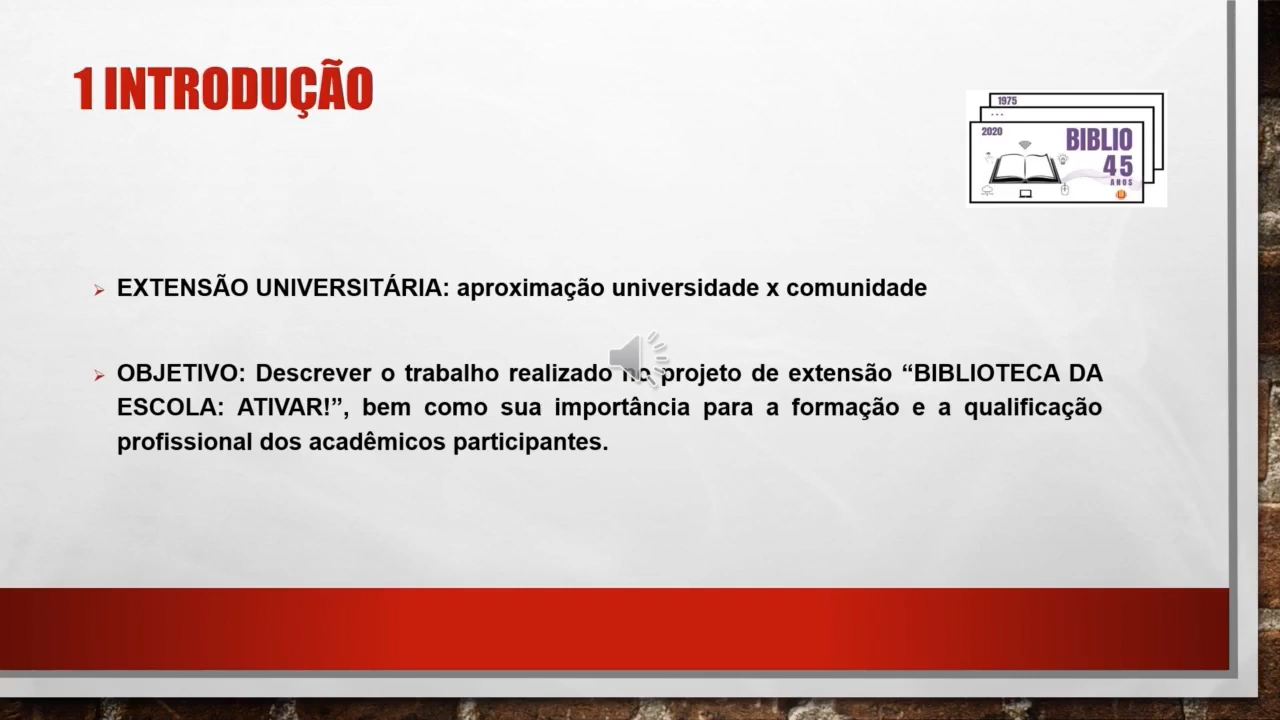 1 INTRODUÇÃO
1975
...
2020
BIBLIO
45
ANOS
EXTENSÃO UNIVERSITÁRIA: aproximação universidade x comunidade
OBJETIVO: Descrever o trabalho realizado no projeto de extensão “BIBLIOTECA DA
ESCOLA: ATIVAR!”, bem como sua importância para a formação e a qualificação
profissional dos acadêmicos participantes.